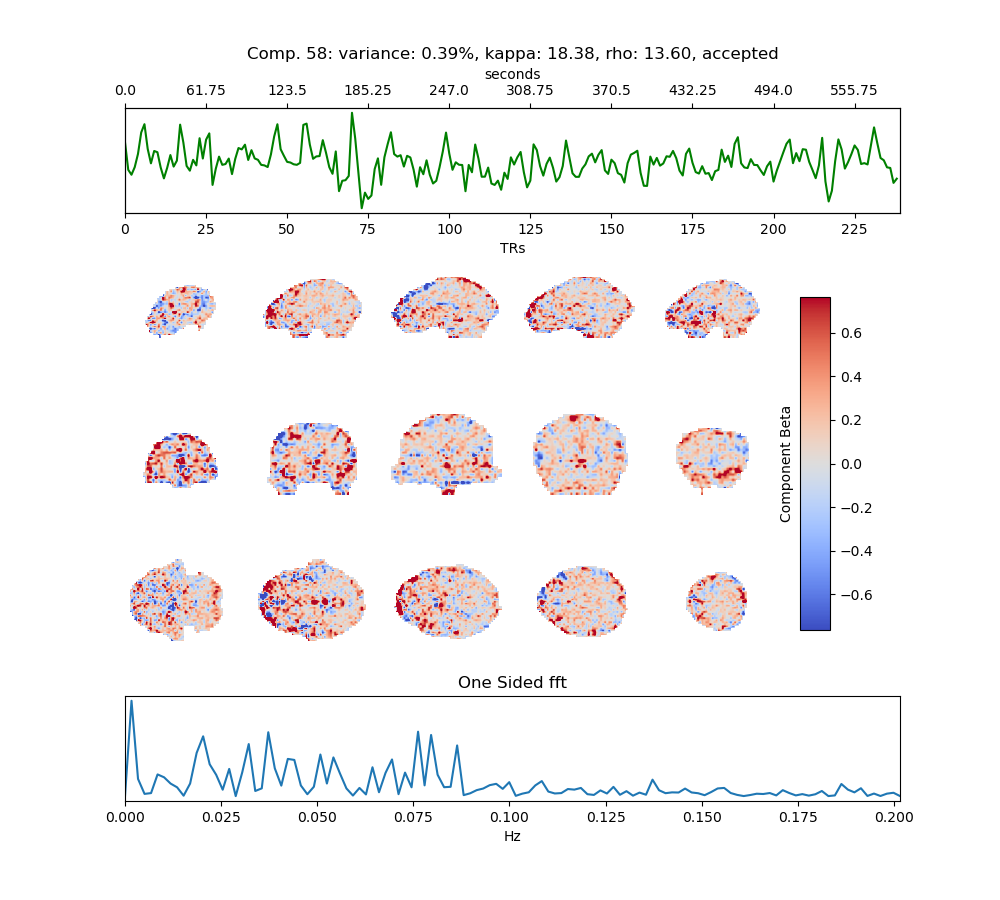 Comp. 58: variance: 0.39%, kappa: 18.38, rho: 13.60, accepted
seconds
0.0 61.75 123.5 185.25 247.0 308.75 370.5 432.25 494.0 555.75
0 25 50 75 100 125 150 175 200 225
TRs
0.6
0.4
0.2
0.0
−0.2
−0.4
−0.6
Component Beta
One Sided fft
0.000 0.025 0.050 0.075 0.100 0.125 0.150 0.175 0.200
Hz